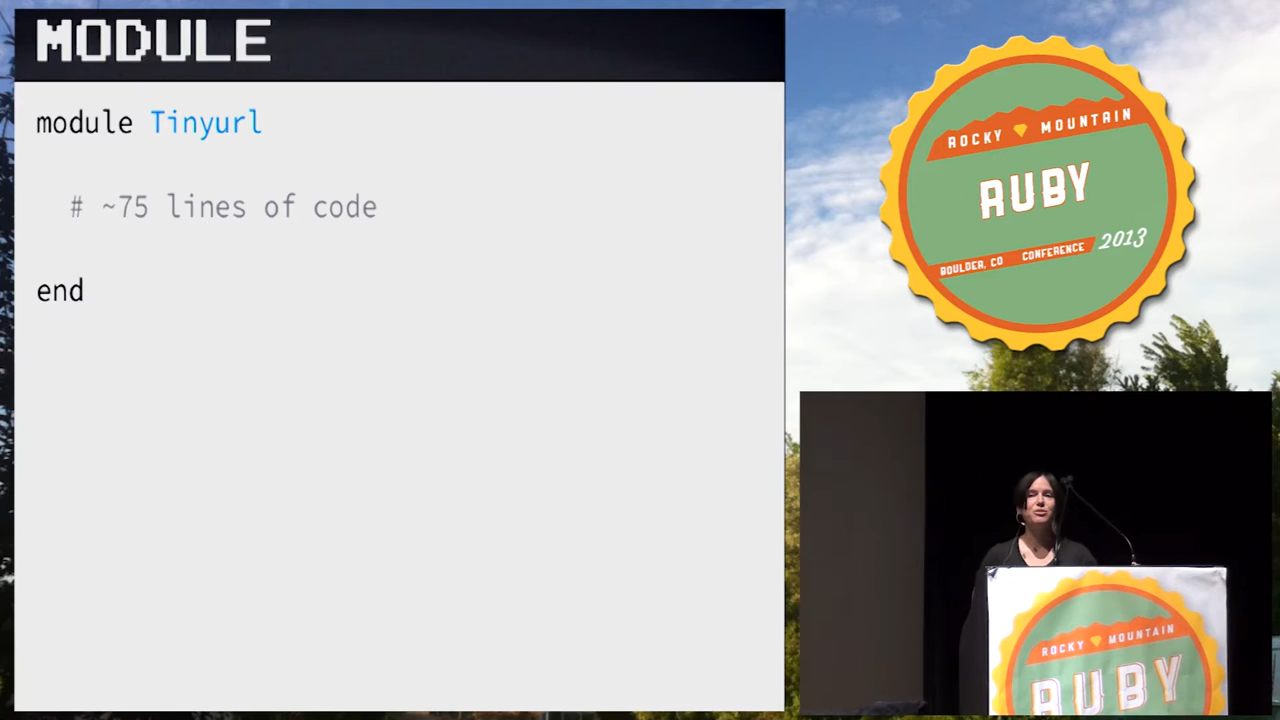 MODULE
module Tinyurl
# ~75 lines of code
end
ROCKY MOUNTAIN
RUBY
BOULDER, CO CONFERENCE 2013
ROCKY MOUNTAIN
RUBY